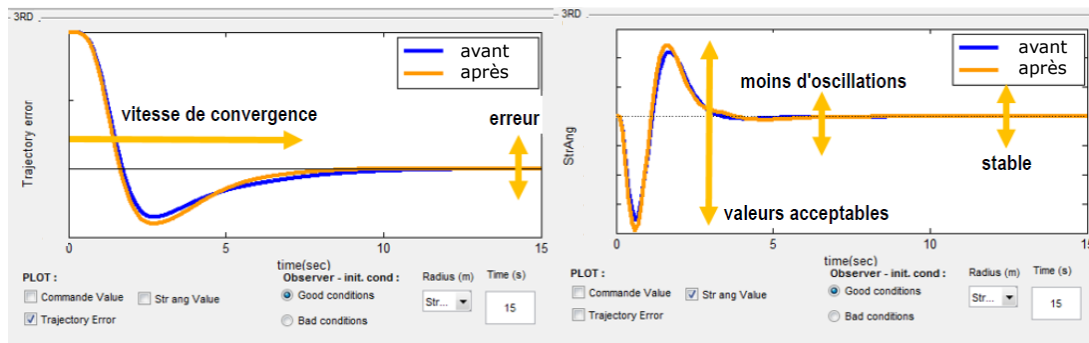 3RD
avant
après
vitesse de convergence
erreur
Trajectory error
0
5
10
15
time(sec)
PLOT :
Commande Value
Str ang Value
Trajectory Error
Observer - init. cond :
Good conditions
Bad conditions
Radius (m)
Str...
Time (s)
15
3RD
avant
après
moins d'oscillations
stable
valeurs acceptables
StrAng
0
5
10
15
time(sec)
PLOT :
Commande Value
Str ang Value
Trajectory Error
Observer - init. cond :
Good conditions
Bad conditions
Radius (m)
Str...
Time (s)
15